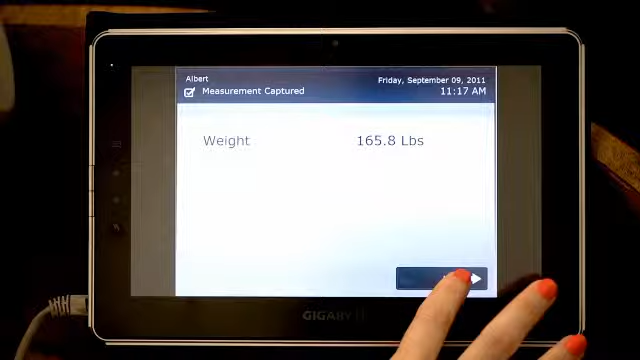 Albert
Friday, September 09, 2011
Measurement Captured
11:17 AM
Weight 165.8 Lbs